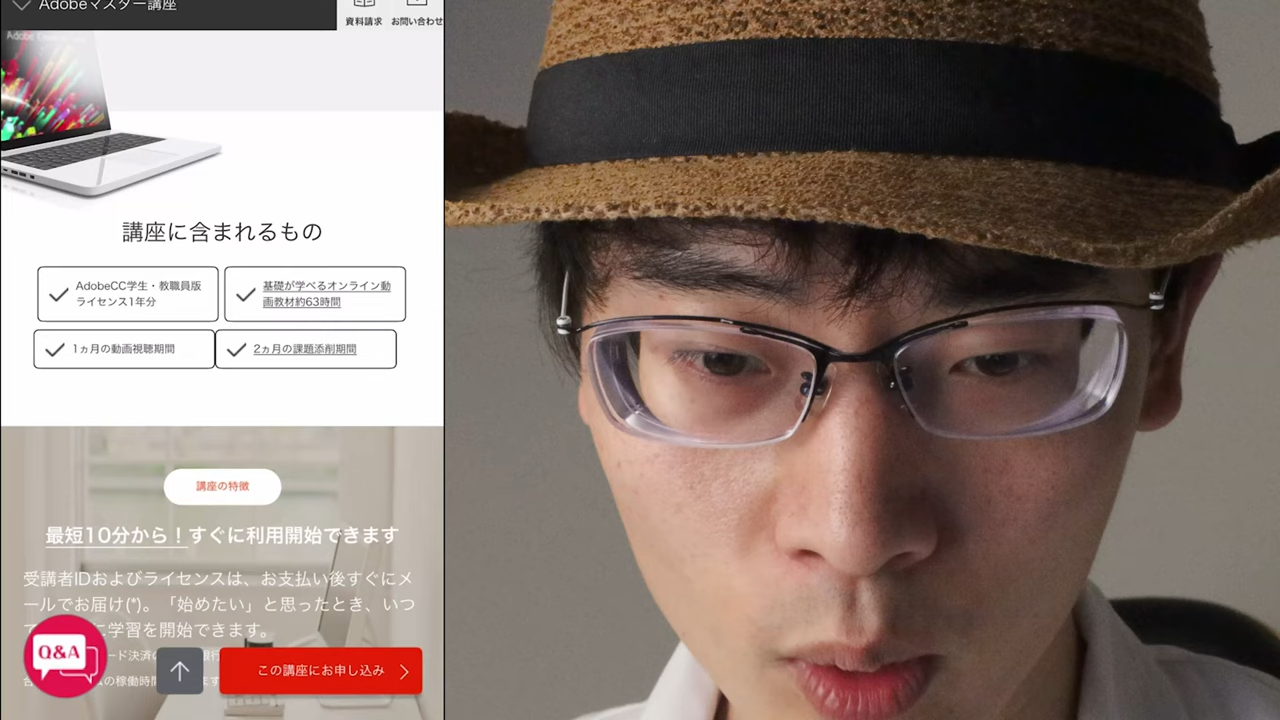 Adobeマスター講座
資料請求 お問い合わせ
講座に含まれるもの
AdobeCC学生・教職員版
ライセンス1年分
基礎が学べるオンライン動
画教材約63時間
1ヵ月の動画視聴期間
2ヵ月の課題添削期間
講座の特徴
最短10分から！すぐに利用開始できます
受講者IDおよびライセンスは、お支払い後すぐにメ
ールでお届け(*)。「始めたい」と思ったとき、いつ
に学習を開始できます。
Q&A
この講座にお申し込み